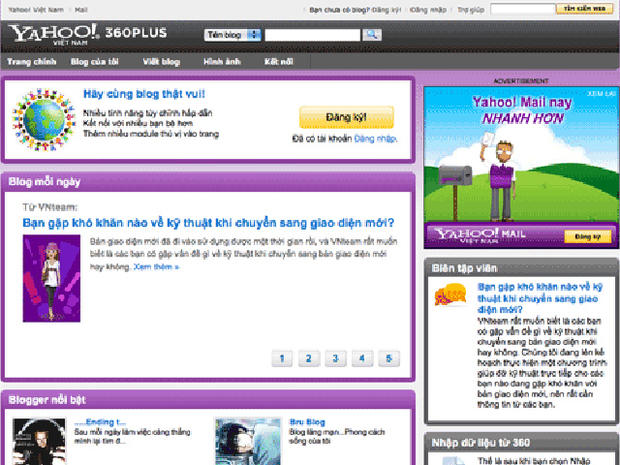 Yahoo! Việt Nam Mail
Bạn chưa có blog? Đăng ký! Đăng nhập Trợ giúp
TÌM KIẾM WEB
YAHOO! VIỆT NAM 360PLUS
Tên blog
Trang chính Blog của tôi Viết blog Hình ảnh Kết nối
Hãy cùng blog thật vui!
Nhiều tính năng tùy chỉnh hấp dẫn
Kết nối với nhiều bạn bè hơn
Thêm nhiều module thú vị vào trang
Đăng ký!
Đã có tài khoản Đăng nhập.
Blog mỗi ngày
Từ VNteam:
Bạn gặp khó khăn nào về kỹ thuật khi chuyển sang giao diện mới?
Bản giao diện mới đã đi vào sử dụng được một thời gian rồi, và VNteam rất muốn
biết là các bạn có gặp vấn đề gì về kỹ thuật khi chuyển sang bản giao diện mới
hay không. Xem thêm »
1 2 3 4 5
Blogger nổi bật
....Ending t...
Sau mỗi ngày làm việc căng thẳng
mình lại tìm đ...
Bru Blog
Blog lãng mạn...Phong cách
sống của tôi
ADVERTISEMENT
XEM LẠI
Yahoo! Mail nay
NHANH HƠN
YAHOO! MAIL
VIỆT NAM
Đăng ký
Biên tập viên
Bạn gặp khó khăn nào về kỹ
thuật khi chuyển sang giao
diện mới?
VNteam rất muốn biết là các bạn
có gặp vấn đề gì về kỹ thuật khi
chuyển sang bản giao diện mới
hay không. Chúng tôi đang lên kế
hoạch thực hiện một chương trình
giúp đỡ kỹ thuật trực tiếp cho các
bạn nào đang gặp khó khăn với
bản giao diện mới, nên rất cần
thông tin từ các bạn.
Nhập dữ liệu từ 360
Thế là sau khi bạn chọn Nhập